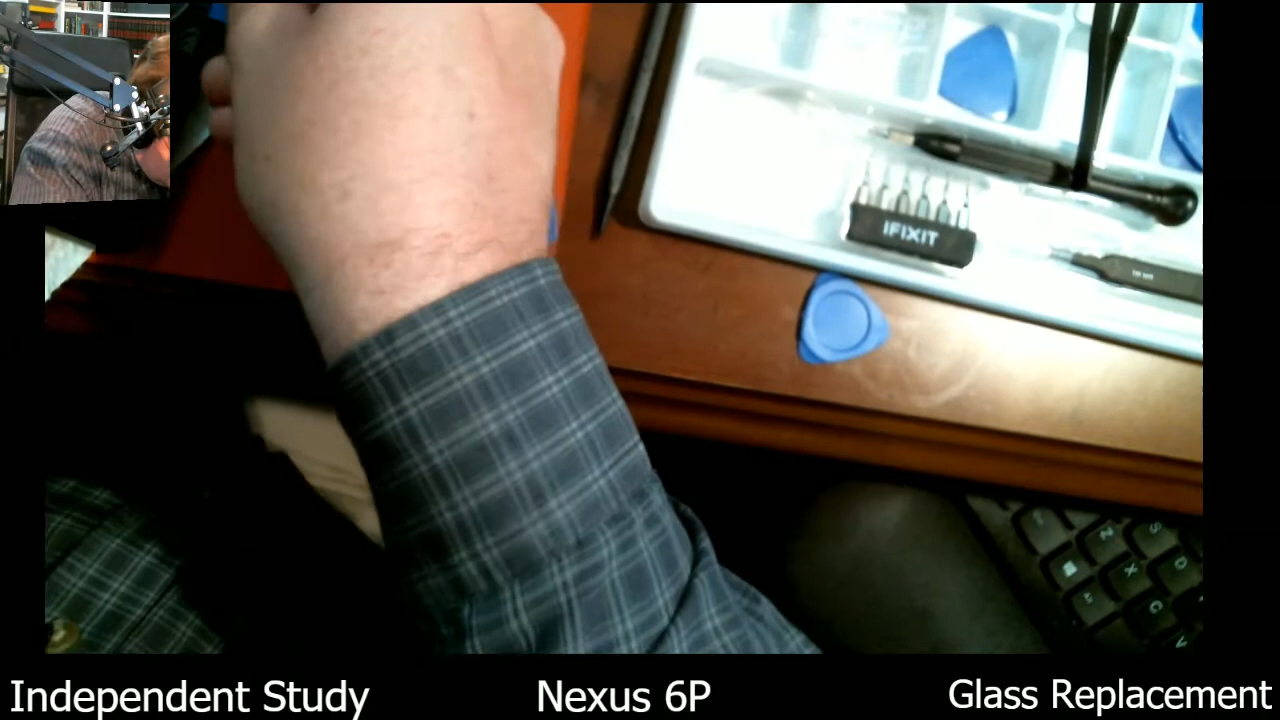 iFIXIT
S
Z
D
X
C
V
Independent Study
Nexus 6P
Glass Replacement